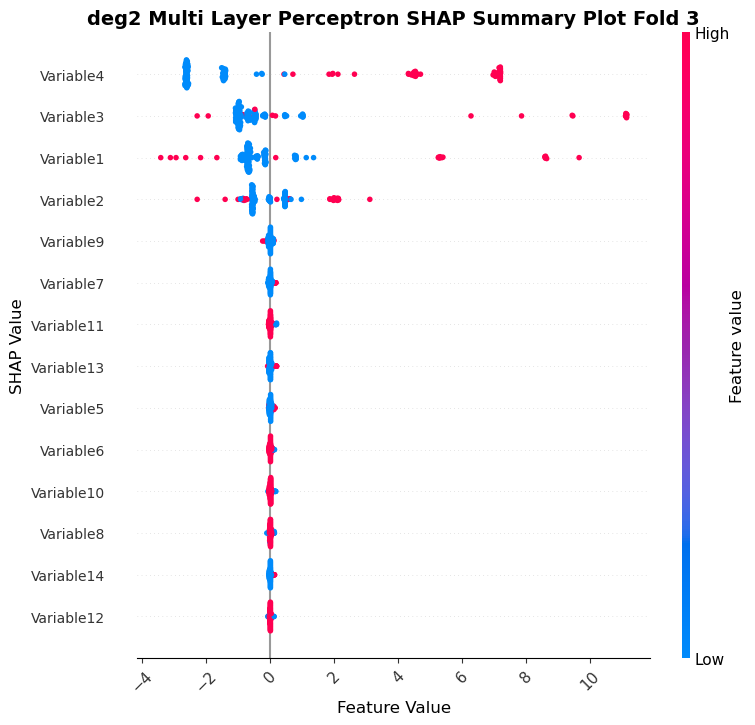 deg2 Multi Layer Perceptron SHAP Summary Plot Fold 3
High
Variable4
Variable3
Variable1
Variable2
Variable9
Variable7
Variable11
Variable13
Variable5
Variable6
Variable10
Variable8
Variable14
Variable12
SHAP Value
Feature value
Low
−4
−2
0
2
4
6
8
10
Feature Value